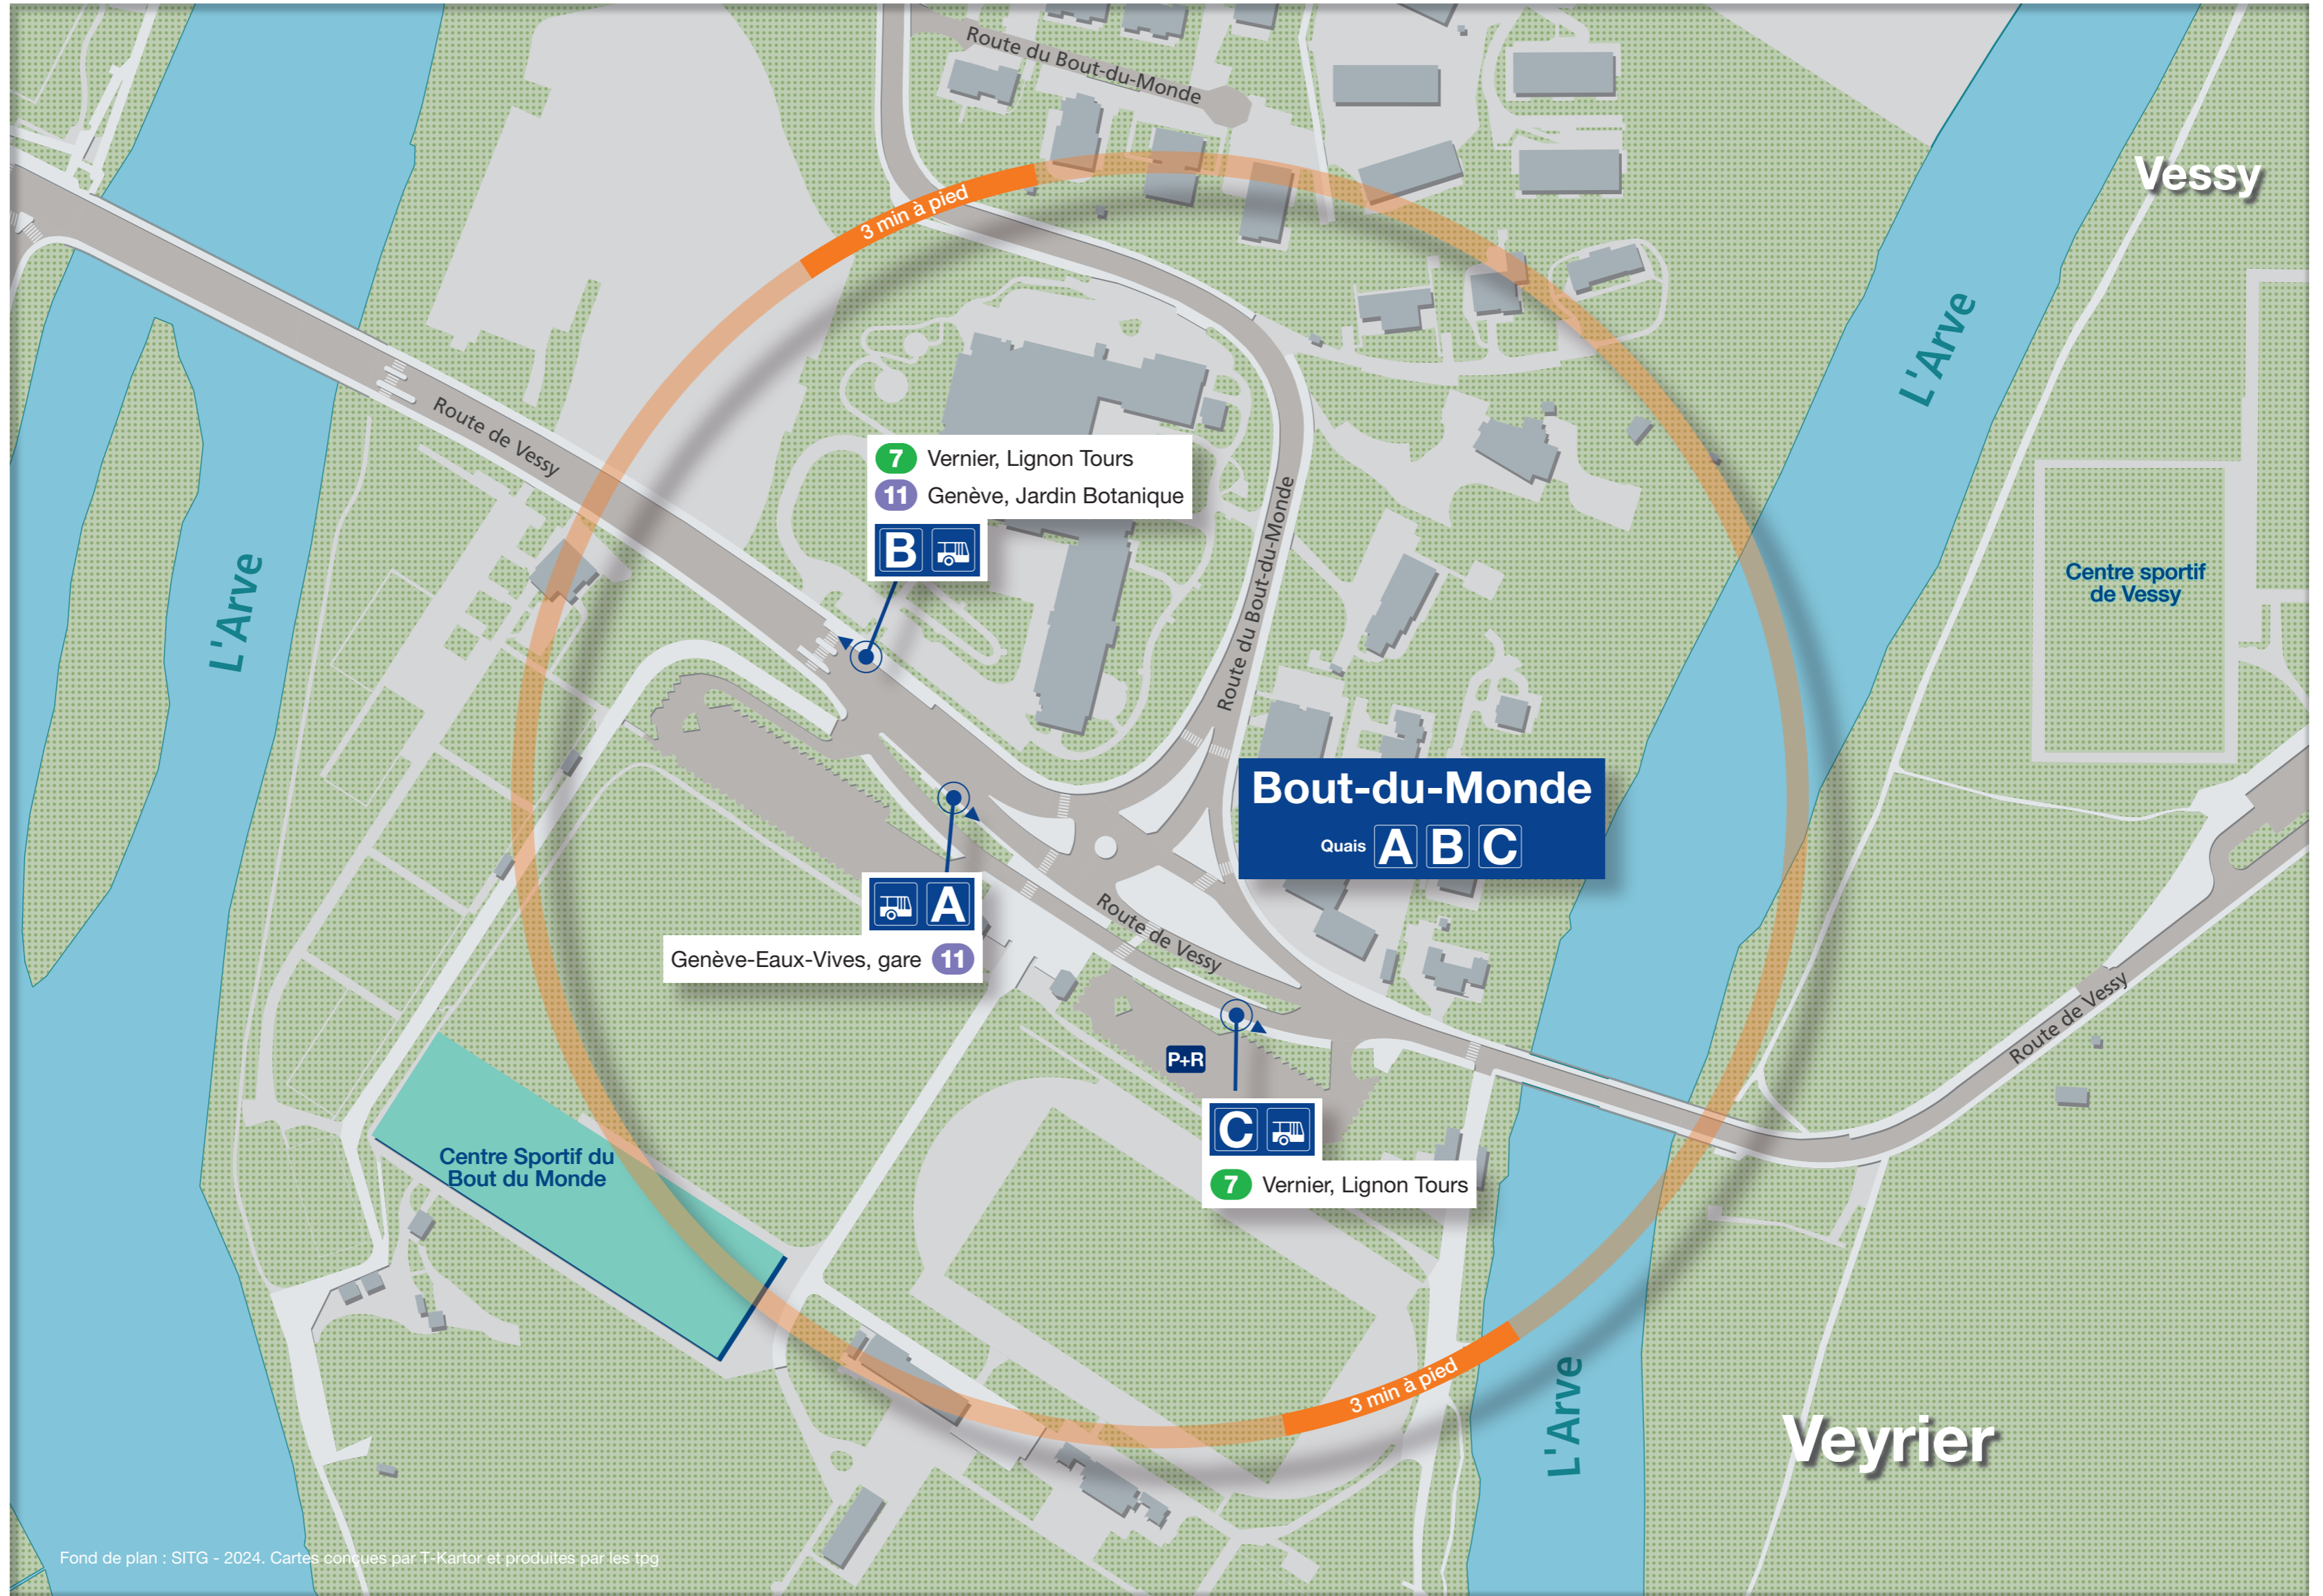 Route du Bout-du-Monde
Vessy
3 min à pied
L'Arve
Route de Vessy
7 Vernier, Lignon Tours
11 Genève, Jardin Botanique
B
Route du Bout-du-Monde
Centre sportif
de Vessy
L'Arve
Bout-du-Monde
Quais A B C
A
Genève-Eaux-Vives, gare 11
Route de Vessy
Route de Vessy
P+R
C
7 Vernier, Lignon Tours
Centre Sportif du
Bout du Monde
3 min à pied
L'Arve
Veyrier
Fond de plan : SITG - 2024. Cartes conçues par T-Kartor et produites par les tpg